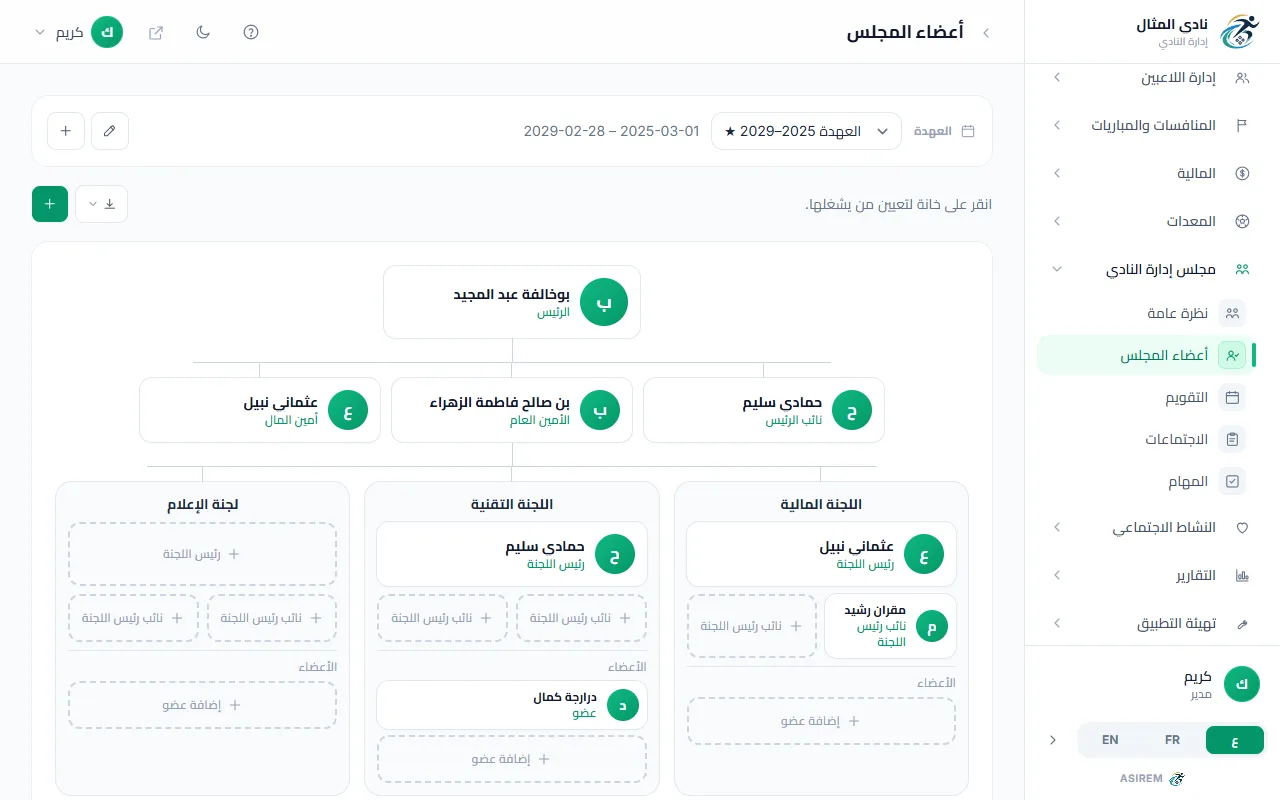 نادي المثال
إدارة النادي
إدارة اللاعبين
المنافسات والمباريات
المالية
المعدات
مجلس إدارة النادي
نظرة عامة
أعضاء المجلس
التقويم
الاجتماعات
المهام
النشاط الاجتماعي
التقارير
تهيئة التطبيق
ك
كريم
مدير
ع
FR
EN
ASIREM
أعضاء المجلس
ك
كريم
العهدة
العهدة 2025–2029 ★
2025-03-01 – 2029-02-28
انقر على خانة لتعيين من يشغلها.
ب
بوخالفة عبد المجيد
الرئيس
ح
حمادي سليم
نائب الرئيس
ب
بن صالح فاطمة الزهراء
الأمين العام
ع
عثماني نبيل
أمين المال
اللجنة المالية
ع
عثماني نبيل
رئيس اللجنة
م
مقران رشيد
نائب رئيس
اللجنة
+ نائب رئيس اللجنة
الأعضاء
+ إضافة عضو
اللجنة التقنية
ح
حمادي سليم
رئيس اللجنة
+ نائب رئيس اللجنة
+ نائب رئيس اللجنة
الأعضاء
د
درارجة كمال
عضو
+ إضافة عضو
لجنة الإعلام
+ رئيس اللجنة
+ نائب رئيس اللجنة
+ نائب رئيس اللجنة
الأعضاء
+ إضافة عضو